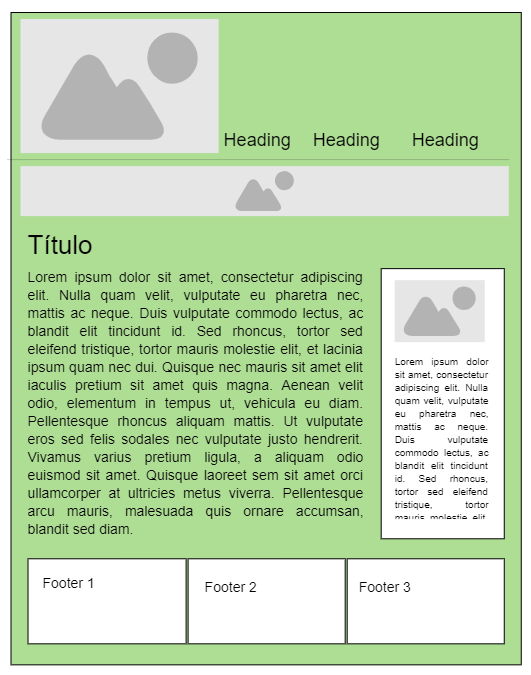 Heading Heading Heading
Título
Lorem ipsum dolor sit amet, consectetur adipiscing
elit. Nulla quam velit, vulputate eu pharetra nec,
mattis ac neque. Duis vulputate commodo lectus, ac
blandit elit tincidunt id. Sed rhoncus, tortor sed
eleifend tristique, tortor mauris molestie elit, et lacinia
ipsum quam nec dui. Quisque nec mauris sit amet elit
iaculis pretium sit amet quis magna. Aenean velit
odio, elementum in tempus ut, vehicula eu diam.
Pellentesque rhoncus aliquam mattis. Ut vulputate
eros sed felis sodales nec vulputate justo hendrerit.
Vivamus varius pretium ligula, a aliquam odio
euismod sit amet. Quisque laoreet sem sit amet orci
ullamcorper at ultricies metus viverra. Pellentesque
arcu mauris, malesuada quis ornare accumsan,
blandit sed diam.
Lorem ipsum dolor
sit amet, consectetur
adipiscing elit. Nulla
quam velit, vulputate
eu pharetra nec,
mattis ac neque.
Duis vulputate
commodo lectus, ac
blandit elit tincidunt
id. Sed rhoncus,
tortor sed eleifend
tristique, tortor
mauris molestie elit,
Footer 1
Footer 2
Footer 3